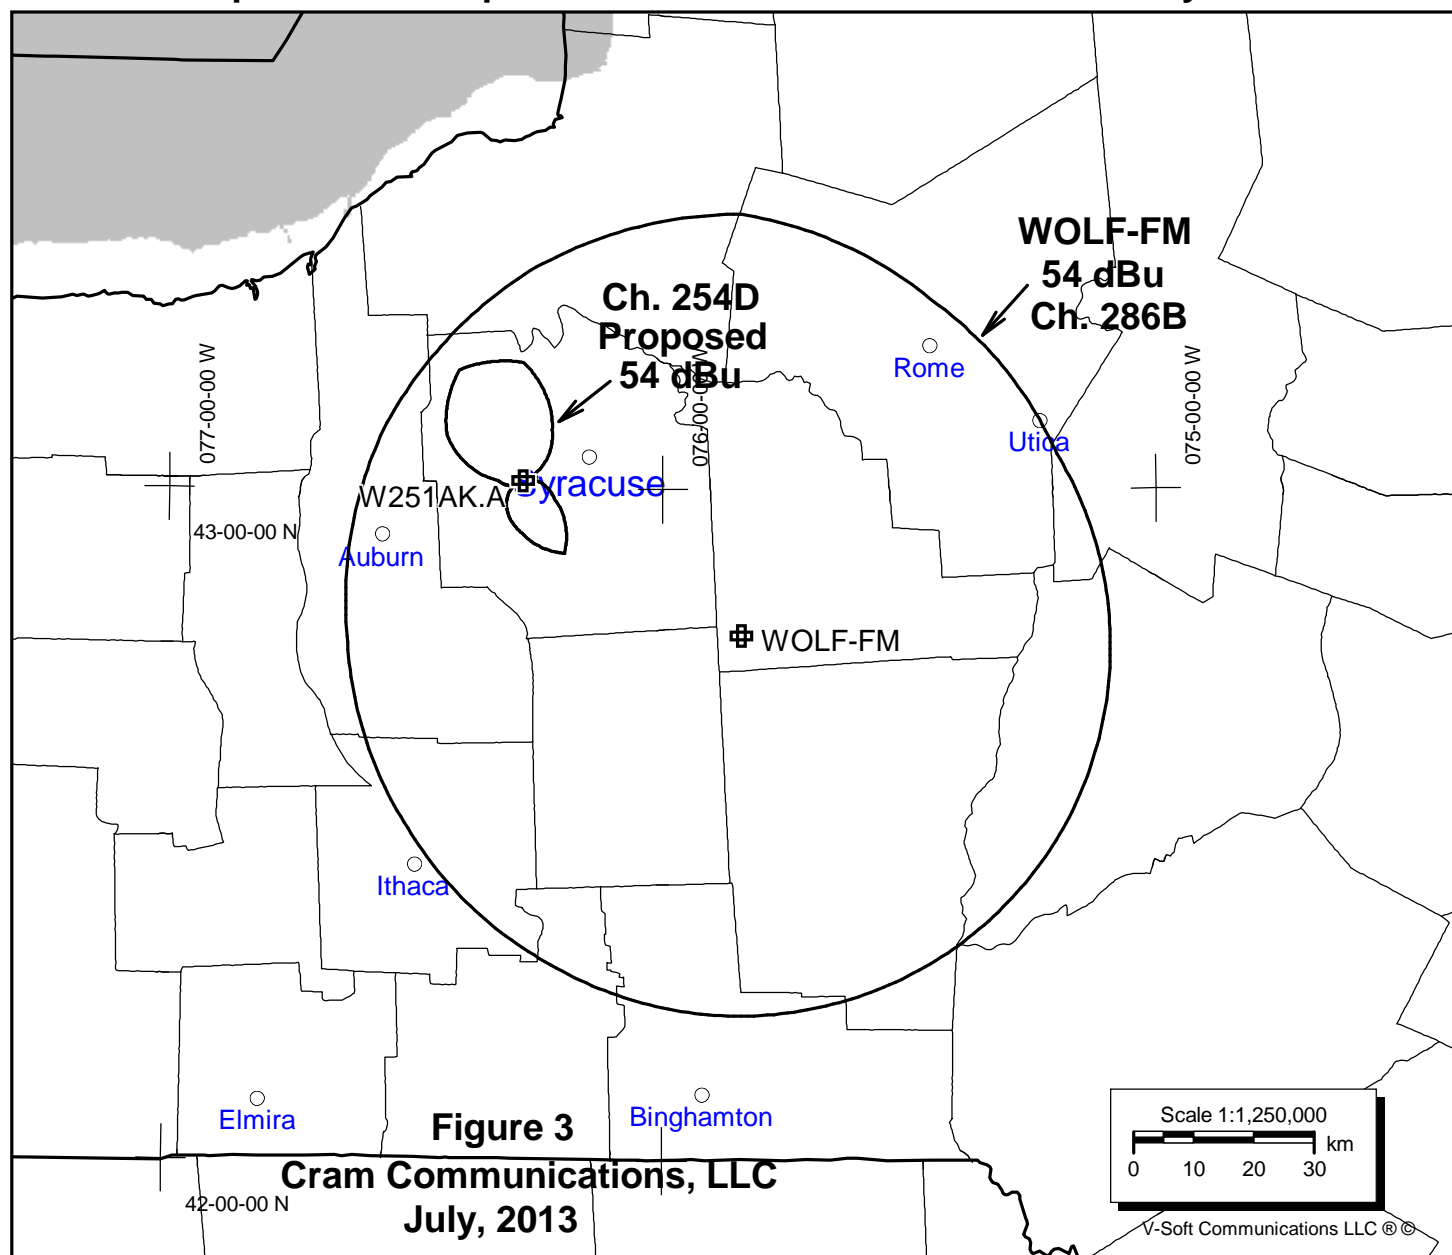 WOLF-FM
54 dBu
Ch. 286B
Ch. 254D
Proposed
54 dBu
077-00-00 W
076-00-00 W
075-00-00 W
Rome
Utica
Syracuse
W251AK.A
43-00-00 N
Auburn
WOLF-FM
Ithaca
Elmira
Binghamton
Figure 3
Cram Communications, LLC
July, 2013
42-00-00 N
Scale 1:1,250,000
km
0 10 20 30
V-Soft Communications LLC ® ©